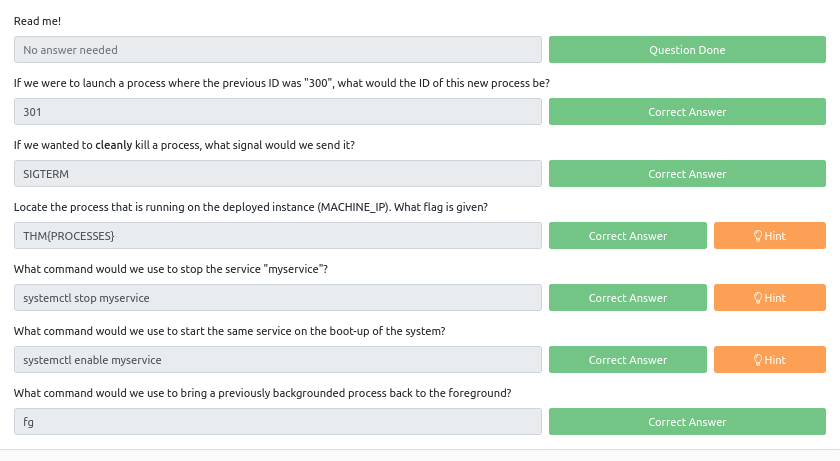 Read me!
No answer needed
Question Done
If we were to launch a process where the previous ID was "300", what would the ID of this new process be?
301
Correct Answer
If we wanted to cleanly kill a process, what signal would we send it?
SIGTERM
Correct Answer
Locate the process that is running on the deployed instance (MACHINE_IP). What flag is given?
THM{PROCESSES}
Correct Answer
Hint
What command would we use to stop the service "myservice"?
systemctl stop myservice
Correct Answer
Hint
What command would we use to start the same service on the boot-up of the system?
systemctl enable myservice
Correct Answer
Hint
What command would we use to bring a previously backgrounded process back to the foreground?
fg
Correct Answer